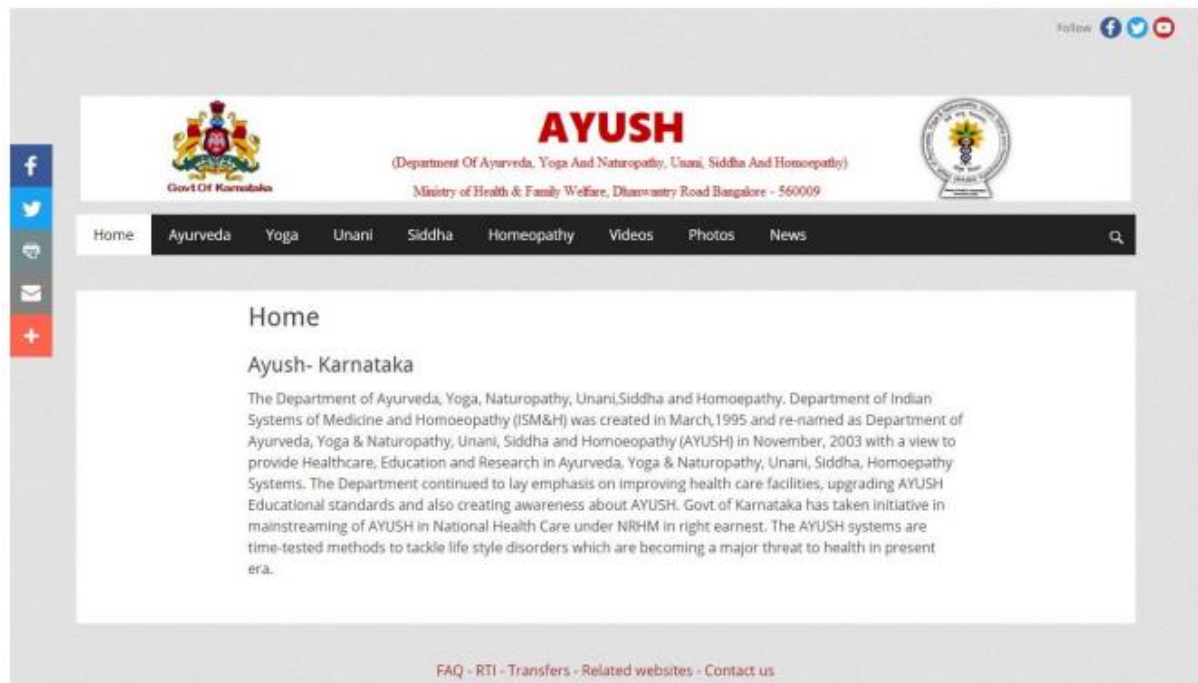 Follow
AYUSH
(Department Of Ayurveda, Yoga And Naturopathy, Unani, Siddha And Homoepathy)
Govt Of Karnataka
Ministry of Health & Family Welfare, Dhanwantry Road Bangalore - 560009
Home Ayurveda Yoga Unani Siddha Homeopathy Videos Photos News
Home
Ayush- Karnataka
The Department of Ayurveda, Yoga, Naturopathy, Unani,Siddha and Homoepathy. Department of Indian
Systems of Medicine and Homoeopathy (ISM&H) was created in March,1995 and re-named as Department of
Ayurveda, Yoga & Naturopathy, Unani, Siddha and Homoeopathy (AYUSH) in November, 2003 with a view to
provide Healthcare, Education and Research in Ayurveda, Yoga & Naturopathy, Unani, Siddha, Homoepathy
Systems. The Department continued to lay emphasis on improving health care facilities, upgrading AYUSH
Educational standards and also creating awareness about AYUSH. Govt of Karnataka has taken initiative in
mainstreaming of AYUSH in National Health Care under NRHM in right earnest. The AYUSH systems are
time-tested methods to tackle life style disorders which are becoming a major threat to health in present
era.
FAQ - RTI - Transfers - Related websites - Contact us